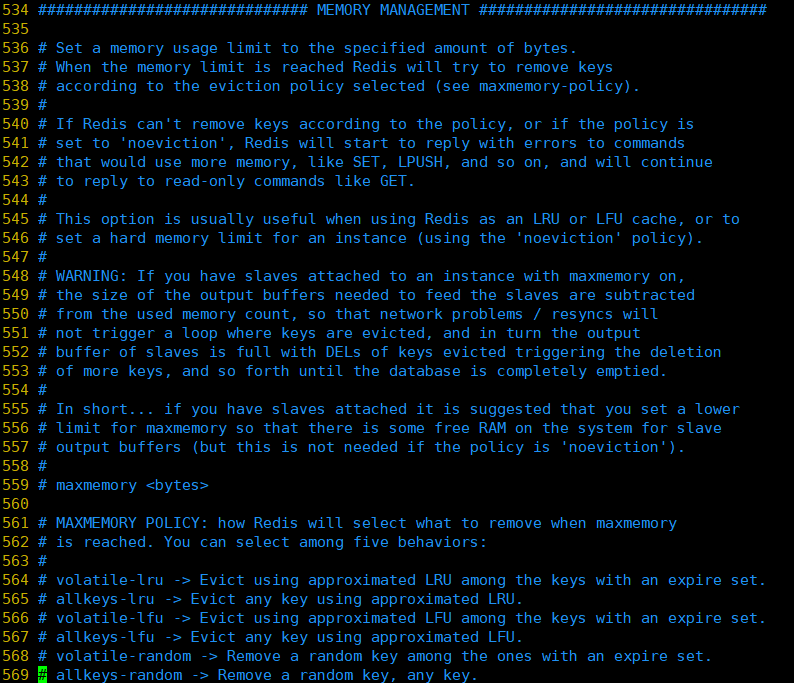 534 ############################## MEMORY MANAGEMENT ################################
535
536 # Set a memory usage limit to the specified amount of bytes.
537 # When the memory limit is reached Redis will try to remove keys
538 # according to the eviction policy selected (see maxmemory-policy).
539 #
540 # If Redis can't remove keys according to the policy, or if the policy is
541 # set to 'noeviction', Redis will start to reply with errors to commands
542 # that would use more memory, like SET, LPUSH, and so on, and will continue
543 # to reply to read-only commands like GET.
544 #
545 # This option is usually useful when using Redis as an LRU or LFU cache, or to
546 # set a hard memory limit for an instance (using the 'noeviction' policy).
547 #
548 # WARNING: If you have slaves attached to an instance with maxmemory on,
549 # the size of the output buffers needed to feed the slaves are subtracted
550 # from the used memory count, so that network problems / resyncs will
551 # not trigger a loop where keys are evicted, and in turn the output
552 # buffer of slaves is full with DELs of keys evicted triggering the deletion
553 # of more keys, and so forth until the database is completely emptied.
554 #
555 # In short... if you have slaves attached it is suggested that you set a lower
556 # limit for maxmemory so that there is some free RAM on the system for slave
557 # output buffers (but this is not needed if the policy is 'noeviction').
558 #
559 # maxmemory <bytes>
560
561 # MAXMEMORY POLICY: how Redis will select what to remove when maxmemory
562 # is reached. You can select among five behaviors:
563 #
564 # volatile-lru -> Evict using approximated LRU among the keys with an expire set.
565 # allkeys-lru -> Evict any key using approximated LRU.
566 # volatile-lfu -> Evict using approximated LFU among the keys with an expire set.
567 # allkeys-lfu -> Evict any key using approximated LFU.
568 # volatile-random -> Remove a random key among the ones with an expire set.
569 # allkeys-random -> Remove a random key, any key.